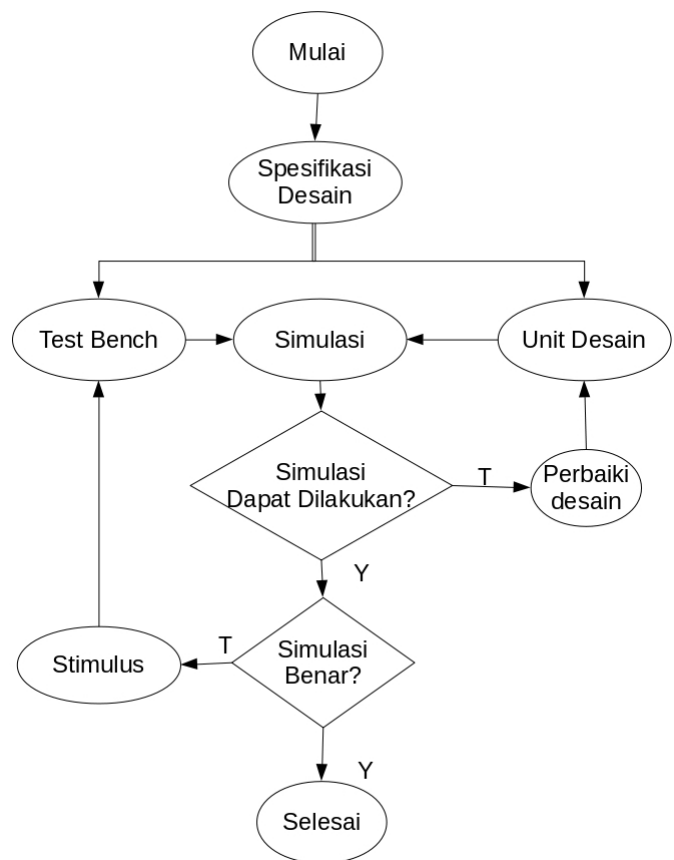 Mulai
Spesifikasi
Desain
Test Bench
Simulasi
Unit Desain
Simulasi
Dapat Dilakukan?
T
Perbaiki
desain
Y
Simulasi
Benar?
T
Stimulus
Y
Selesai